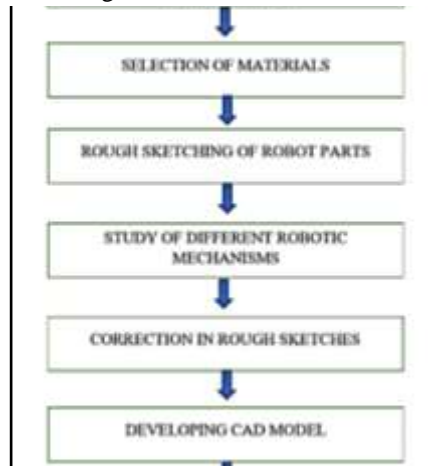 SELECTION OF MATERIALS
ROUGH SKETCHING OF ROBOT PARTS
STUDY OF DIFFERENT ROBOTIC
MECHANISMS
CORRECTION IN ROUGH SKETCHES
DEVELOPING CAD MODEL